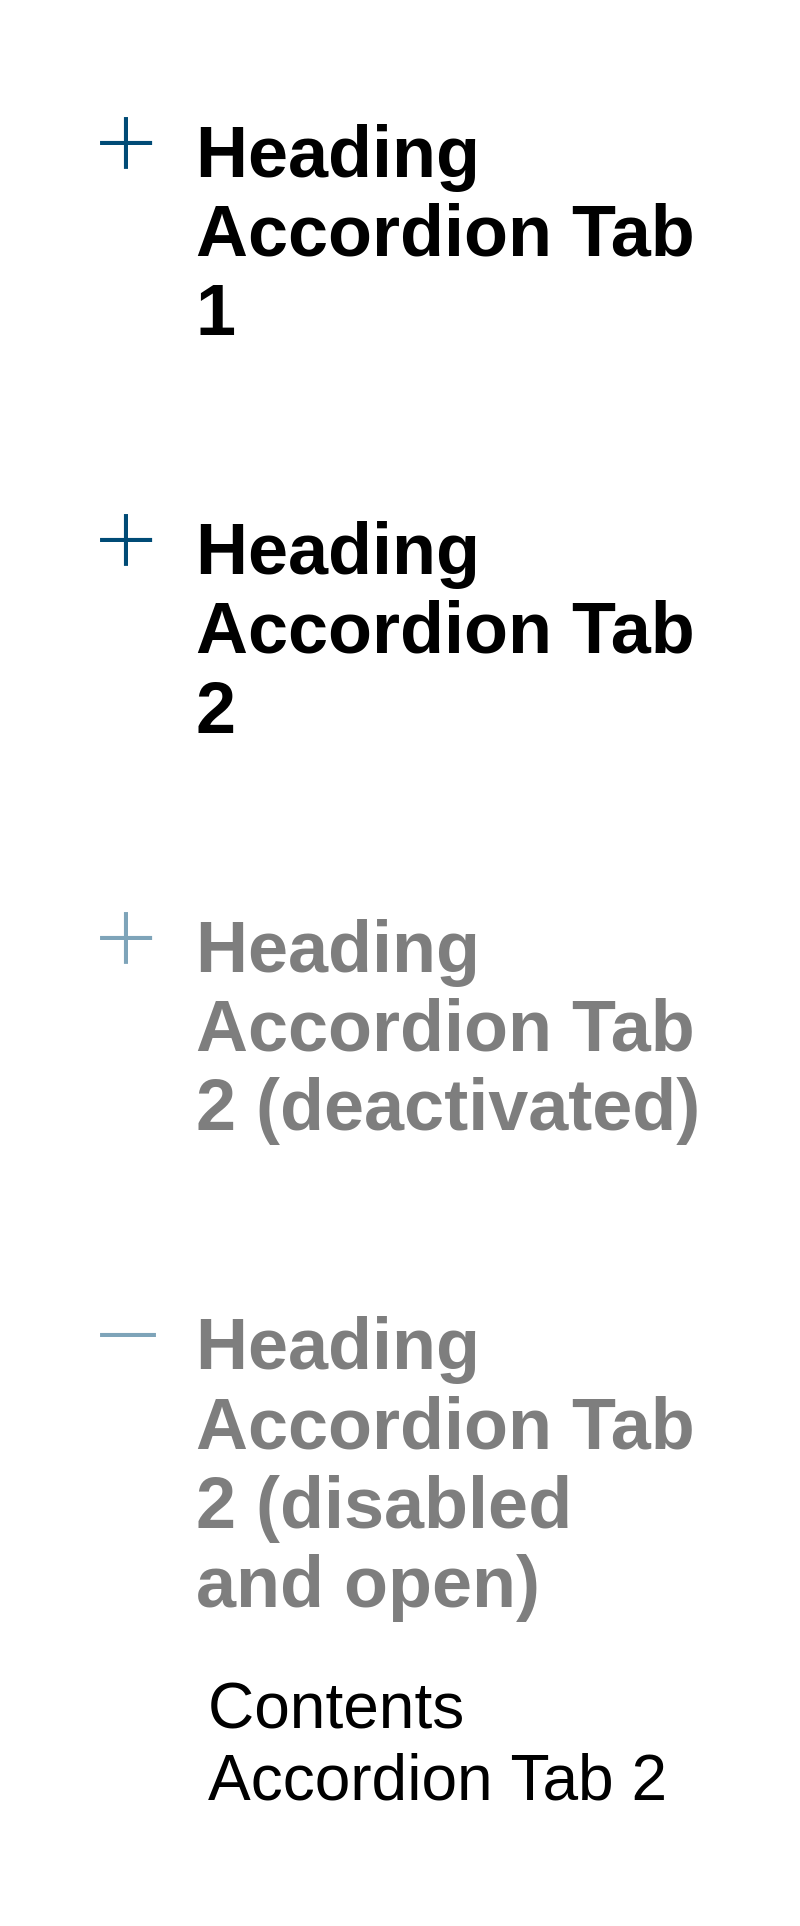 Heading
Accordion Tab
1
Heading
Accordion Tab
2
Heading
Accordion Tab
2 (deactivated)
Heading
Accordion Tab
2 (disabled
and open)
Contents
Accordion Tab 2